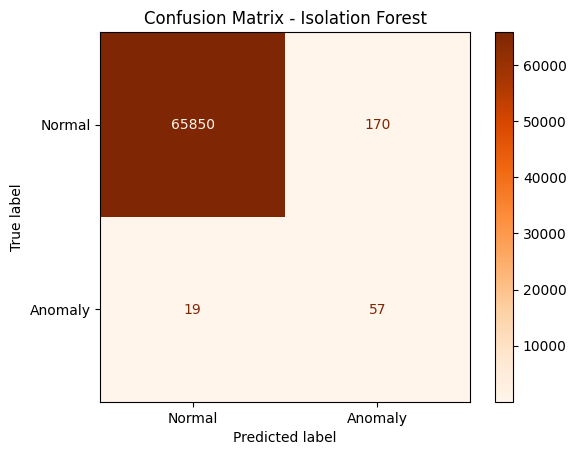 Confusion Matrix - Isolation Forest
True label
Normal
65850
170
Anomaly
19
57
Normal
Anomaly
Predicted label
60000
50000
40000
30000
20000
10000